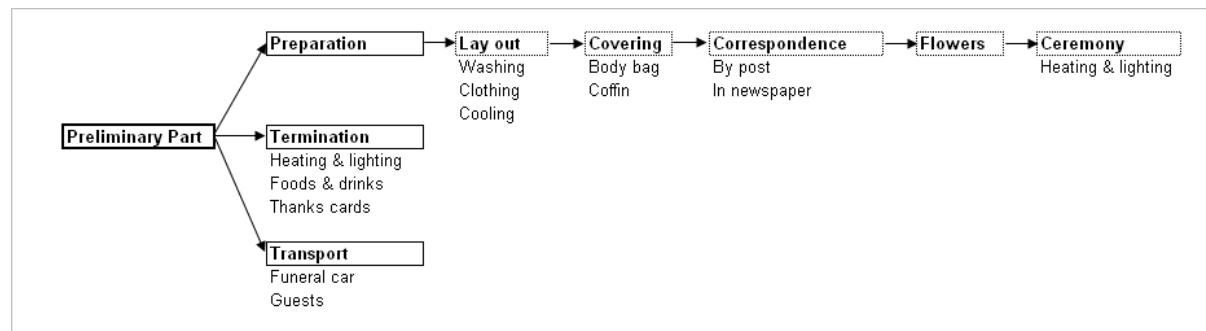 Preparation
Lay out
Washing
Clothing
Cooling
Covering
Body bag
Coffin
Correspondence
By post
In newspaper
Flowers
Ceremony
Heating & lighting
Preliminary Part
Termination
Heating & lighting
Foods & drinks
Thanks cards
Transport
Funeral car
Guests